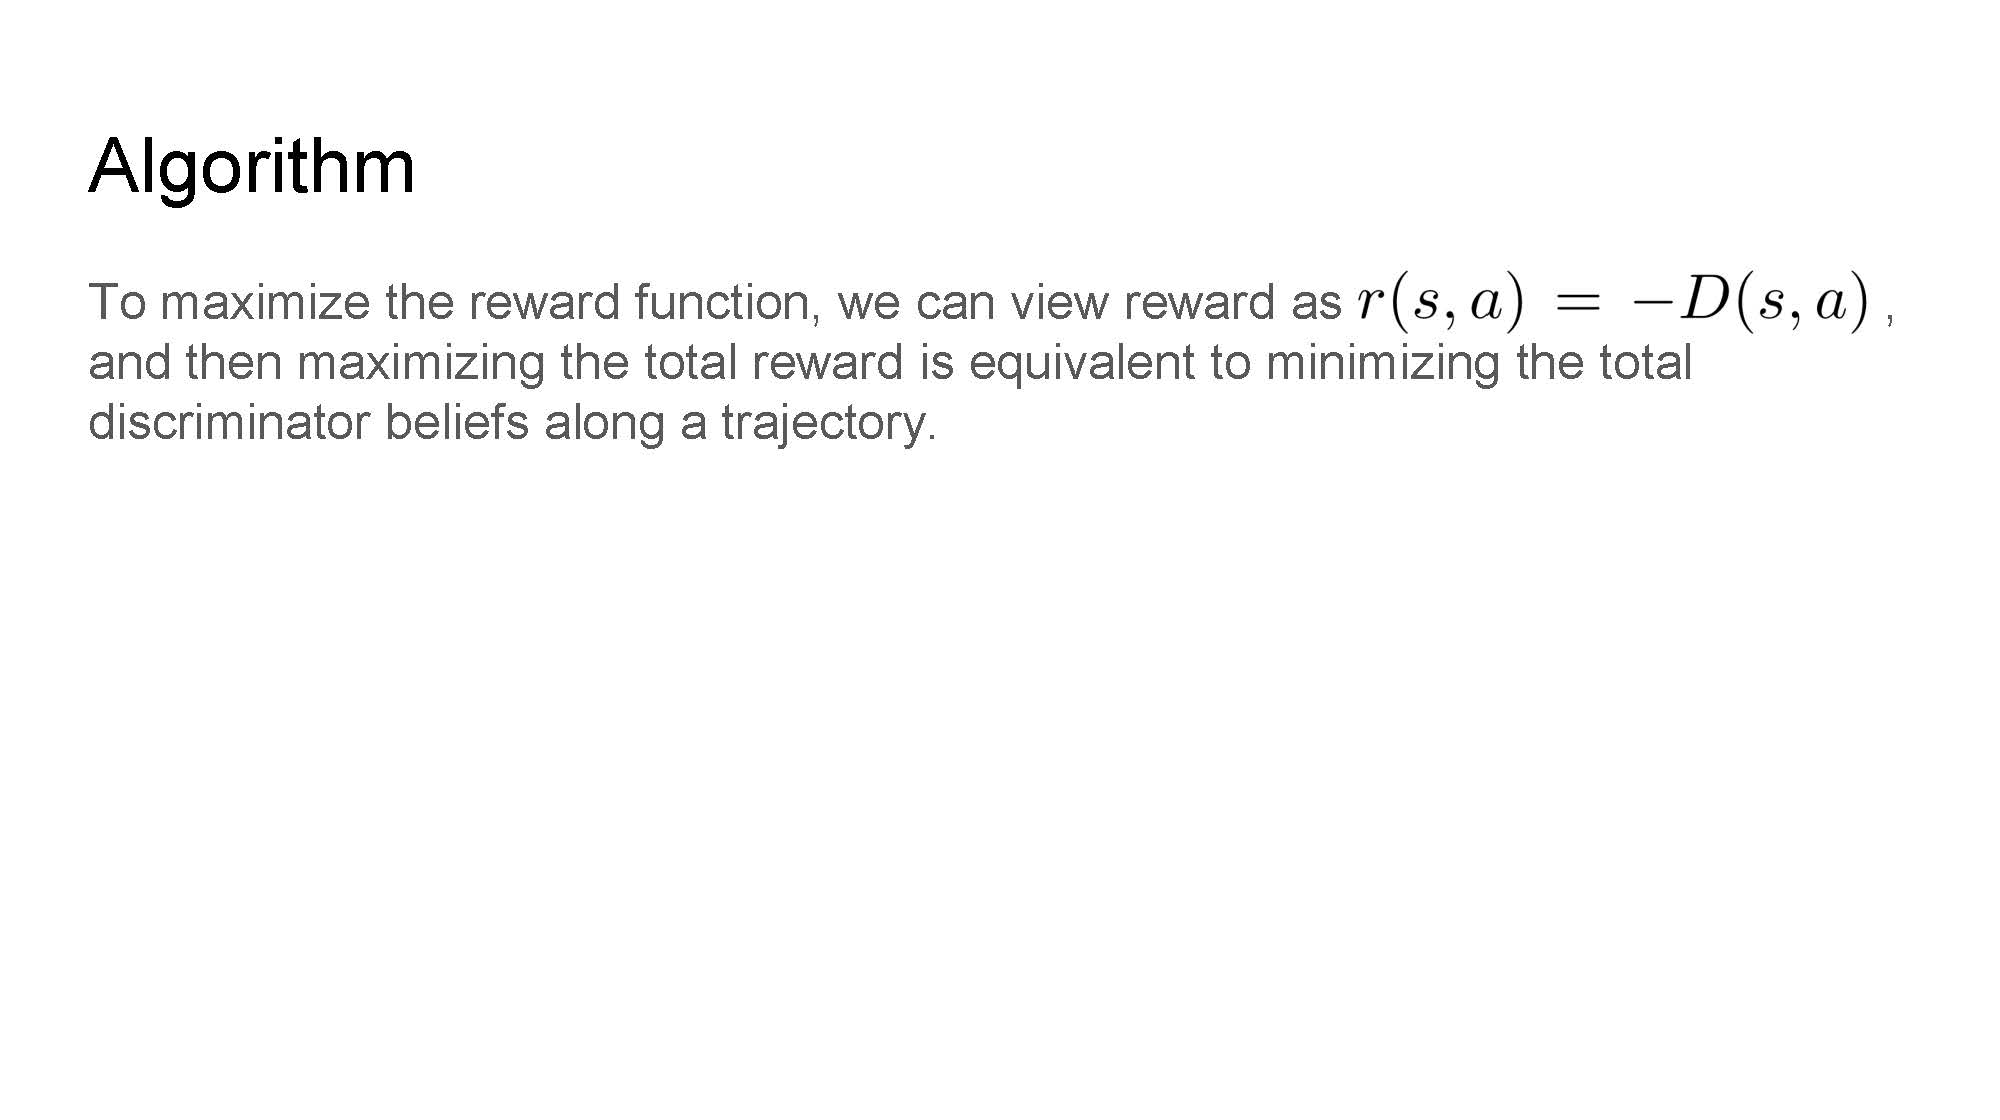 Algorithm
To maximize the reward function, we can view reward as r(s, a) = −D(s, a) ,
and then maximizing the total reward is equivalent to minimizing the total
discriminator beliefs along a trajectory.